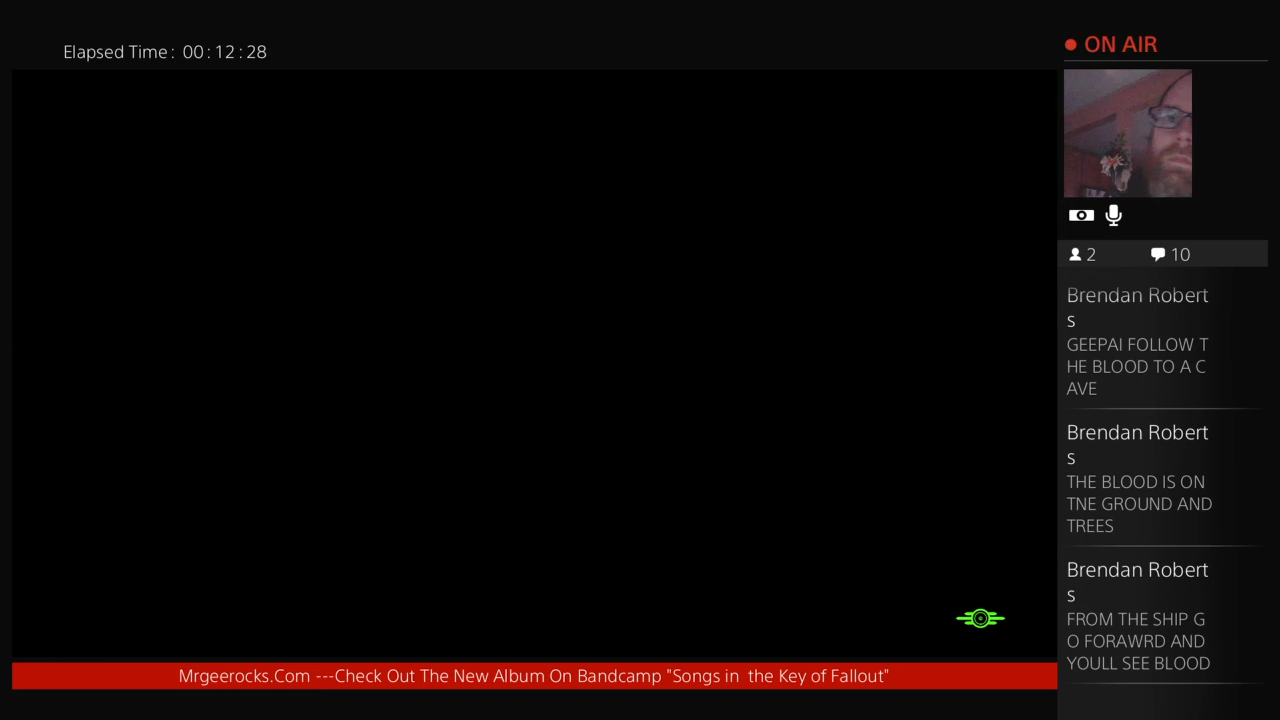 Elapsed Time: 00:12:28
ON AIR
2 10
Brendan Robert
s
GEEPAI FOLLOW T
HE BLOOD TO A C
AVE
Brendan Robert
s
THE BLOOD IS ON
TNE GROUND AND
TREES
Brendan Robert
s
FROM THE SHIP G
O FORAWRD AND
YOULL SEE BLOOD
Mrgeerocks.Com ---Check Out The New Album On Bandcamp "Songs in the Key of Fallout"